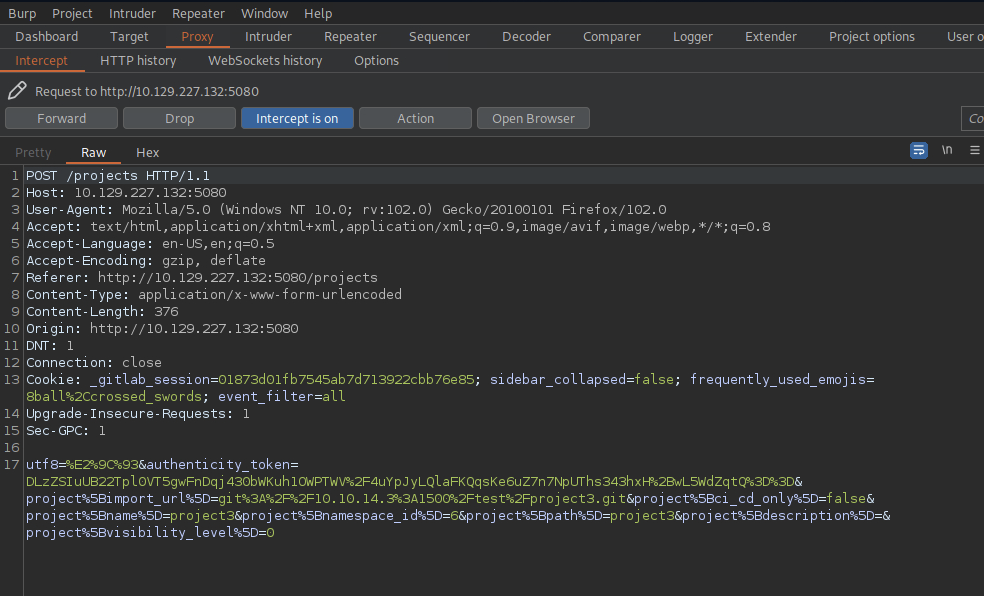 Burp Project Intruder Repeater Window Help
Dashboard Target Proxy Intruder Repeater Sequencer Decoder Comparer Logger Extender Project options User o
Intercept HTTP history WebSockets history Options
Request to http://10.129.227.132:5080
Forward Drop Intercept is on Action Open Browser Co
Pretty Raw Hex \n
1 POST /projects HTTP/1.1
2 Host: 10.129.227.132:5080
3 User-Agent: Mozilla/5.0 (Windows NT 10.0; rv:102.0) Gecko/20100101 Firefox/102.0
4 Accept: text/html,application/xhtml+xml,application/xml;q=0.9,image/avif,image/webp,*/*;q=0.8
5 Accept-Language: en-US,en;q=0.5
6 Accept-Encoding: gzip, deflate
7 Referer: http://10.129.227.132:5080/projects
8 Content-Type: application/x-www-form-urlencoded
9 Content-Length: 376
10 Origin: http://10.129.227.132:5080
11 DNT: 1
12 Connection: close
13 Cookie: _gitlab_session=01873d01fb7545ab7d713922cbb76e85; sidebar_collapsed=false; frequently_used_emojis=
8ball%2Ccrossed_swords; event_filter=all
14 Upgrade-Insecure-Requests: 1
15 Sec-GPC: 1
16
17 utf8=%E2%9C%93&authenticity_token=
DLzZSIuUB22Tpl0VT5gwFnDqj430bWKuhl0WPTWV%2F4uYpJyLQlaFKQqsKe6uZ7n7NpUThs343hxH%2BwL5WdZqtQ%3D%3D&
project%5Bimport_url%5D=git%3A%2F%2F10.10.14.3%3A1500%2Ftest%2Fproject3.git&project%5Bci_cd_only%5D=false&
project%5Bname%5D=project3&project%5Bnamespace_id%5D=6&project%5Bpath%5D=project3&project%5Bdescription%5D=&
project%5Bvisibility_level%5D=0